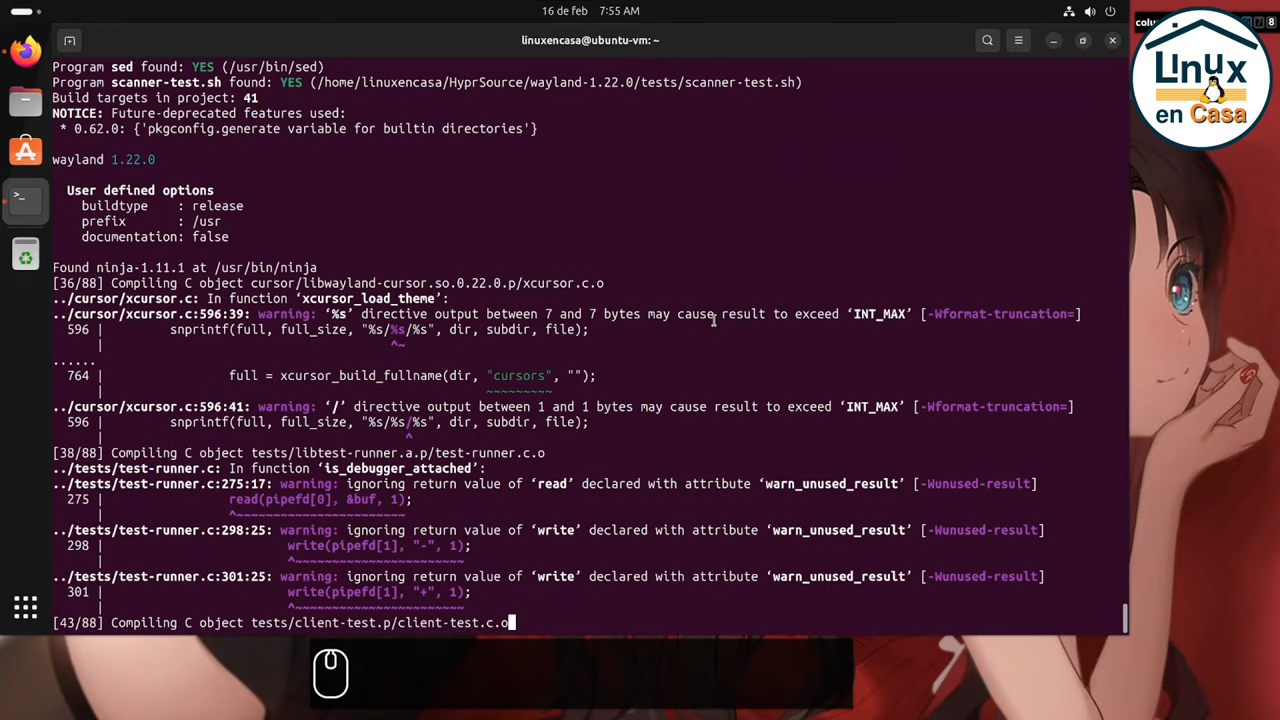 16 de feb 7:55 AM
linuxencasa@ubuntu-vm: ~
colu
8
LInux
en Casa
Program sed found: YES (/usr/bin/sed)
Program scanner-test.sh found: YES (/home/linuxencasa/HyprSource/wayland-1.22.0/tests/scanner-test.sh)
Build targets in project: 41
NOTICE: Future-deprecated features used:
* 0.62.0: {'pkgconfig.generate variable for builtin directories'}
wayland 1.22.0
User defined options
buildtype : release
prefix : /usr
documentation: false
Found ninja-1.11.1 at /usr/bin/ninja
[36/88] Compiling C object cursor/libwayland-cursor.so.0.22.0.p/xcursor.c.o
../cursor/xcursor.c: In function ‘xcursor_load_theme’:
../cursor/xcursor.c:596:39: warning: ‘%s’ directive output between 7 and 7 bytes may cause result to exceed ‘INT_MAX’ [-Wformat-truncation=]
596 | snprintf(full, full_size, "%s/%s/%s", dir, subdir, file);
| ^~
......
764 | full = xcursor_build_fullname(dir, "cursors", "");
| ~~~~~~~~~
../cursor/xcursor.c:596:41: warning: ‘/’ directive output between 1 and 1 bytes may cause result to exceed ‘INT_MAX’ [-Wformat-truncation=]
596 | snprintf(full, full_size, "%s/%s/%s", dir, subdir, file);
| ^
[38/88] Compiling C object tests/libtest-runner.a.p/test-runner.c.o
../tests/test-runner.c: In function ‘is_debugger_attached’:
../tests/test-runner.c:275:17: warning: ignoring return value of ‘read’ declared with attribute ‘warn_unused_result’ [-Wunused-result]
275 | read(pipefd[0], &buf, 1);
| ^~~~~~~~~~~~~~~~~~~~~~~~
../tests/test-runner.c:298:25: warning: ignoring return value of ‘write’ declared with attribute ‘warn_unused_result’ [-Wunused-result]
298 | write(pipefd[1], "-", 1);
| ^~~~~~~~~~~~~~~~~~~~~~~~
../tests/test-runner.c:301:25: warning: ignoring return value of ‘write’ declared with attribute ‘warn_unused_result’ [-Wunused-result]
301 | write(pipefd[1], "+", 1);
| ^~~~~~~~~~~~~~~~~~~~~~~~
[43/88] Compiling C object tests/client-test.p/client-test.c.o